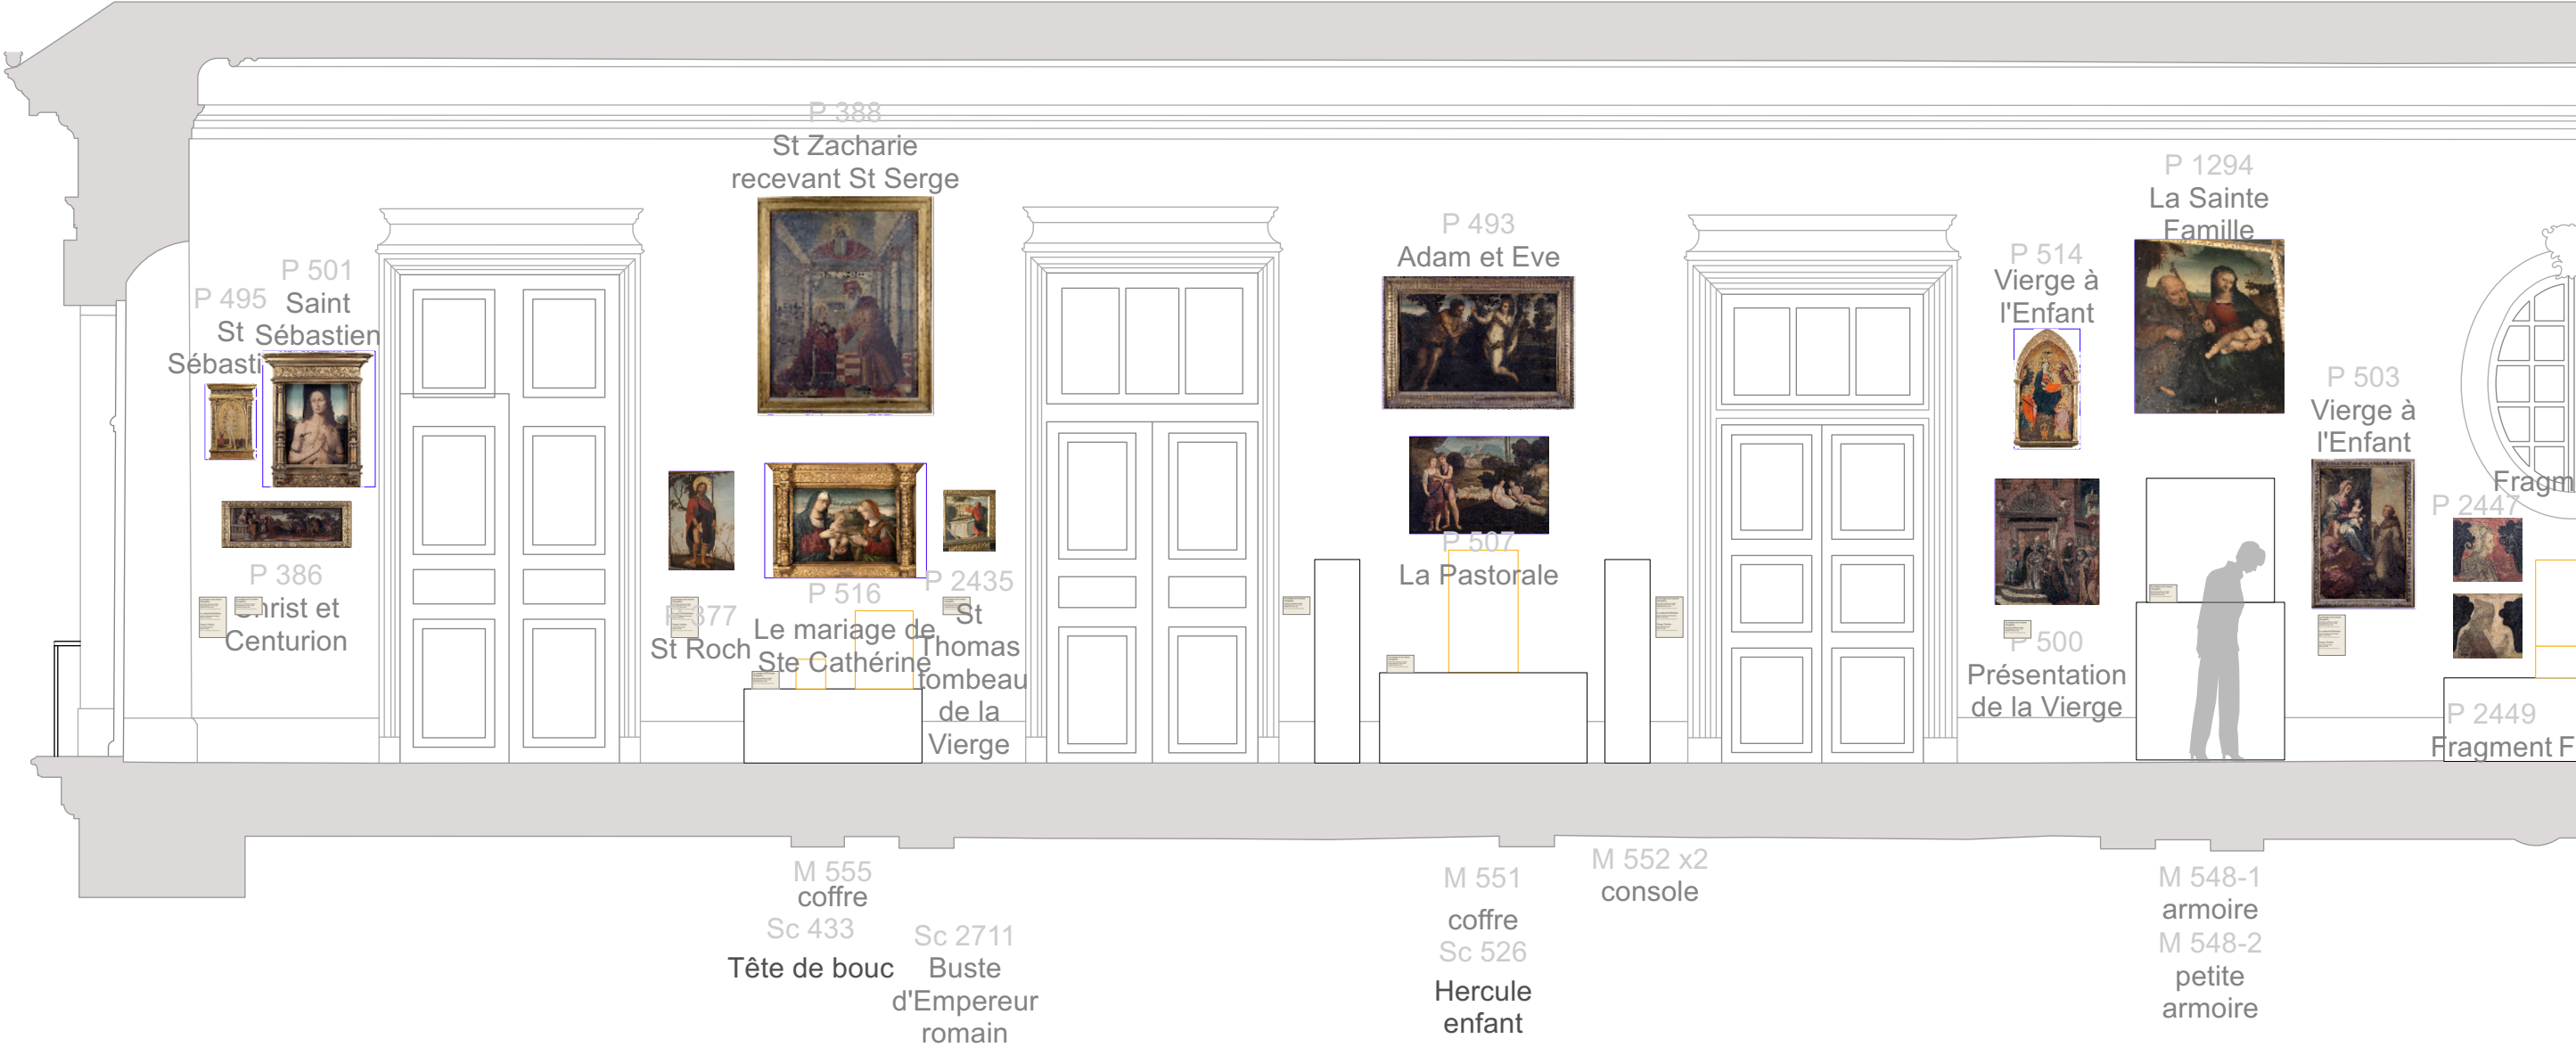 P 388
St Zacharie
recevant St Serge
P 495
St
Sébasti
P 501
Saint
Sébastien
P 386
Christ et
Centurion
P 377
St Roch
P 516
Le mariage de
Ste Cathérine
P 2435
St
Thomas
tombeau
de la
Vierge
P 493
Adam et Eve
P 507
La Pastorale
P 514
Vierge à
l'Enfant
P 1294
La Sainte
Famille
P 500
Présentation
de la Vierge
P 503
Vierge à
l'Enfant
Fragm
P 2447
P 2449
Fragment F
M 555
coffre
Sc 433
Tête de bouc
Sc 2711
Buste
d'Empereur
romain
M 551
coffre
Sc 526
Hercule
enfant
M 552 x2
console
M 548-1
armoire
M 548-2
petite
armoire